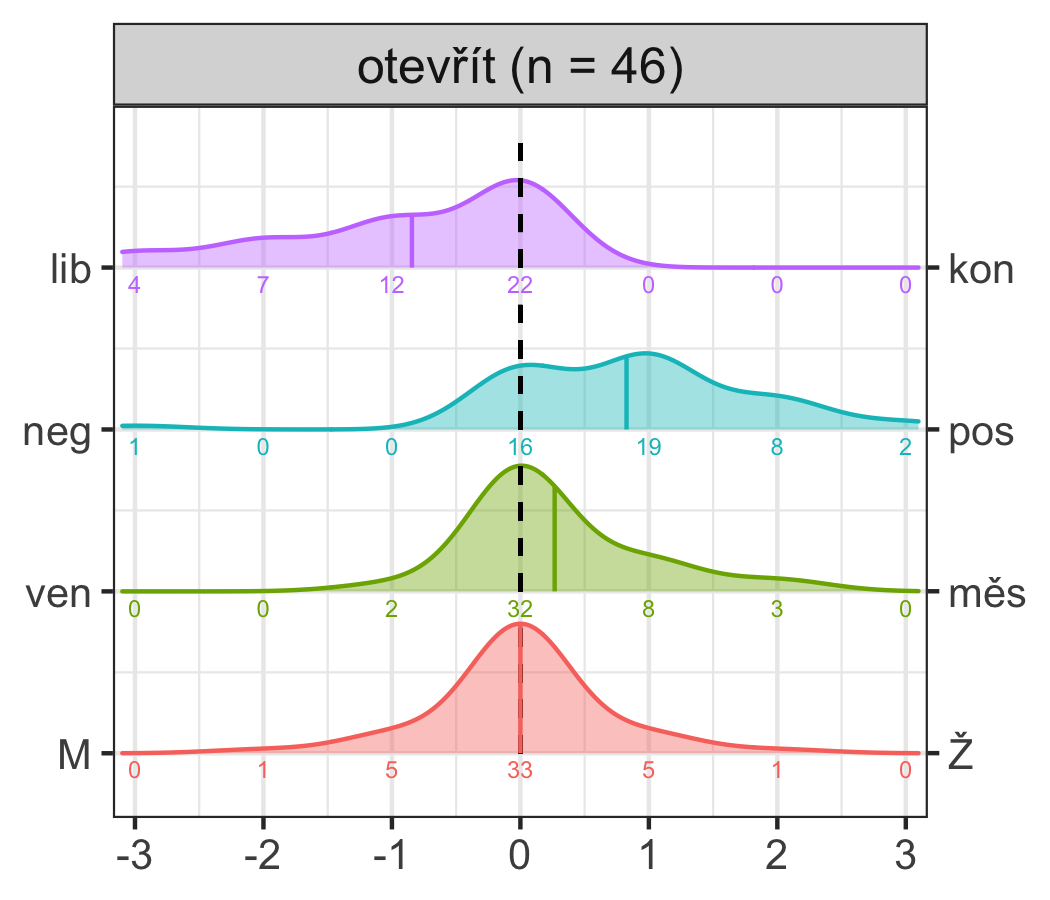 otevřít (n = 46)
lib kon
4 7 12 22 0 0 0
neg pos
1 0 0 16 19 8 2
ven měs
0 0 2 32 8 3 0
M Ž
0 1 5 33 5 1 0
-3 -2 -1 0 1 2 3